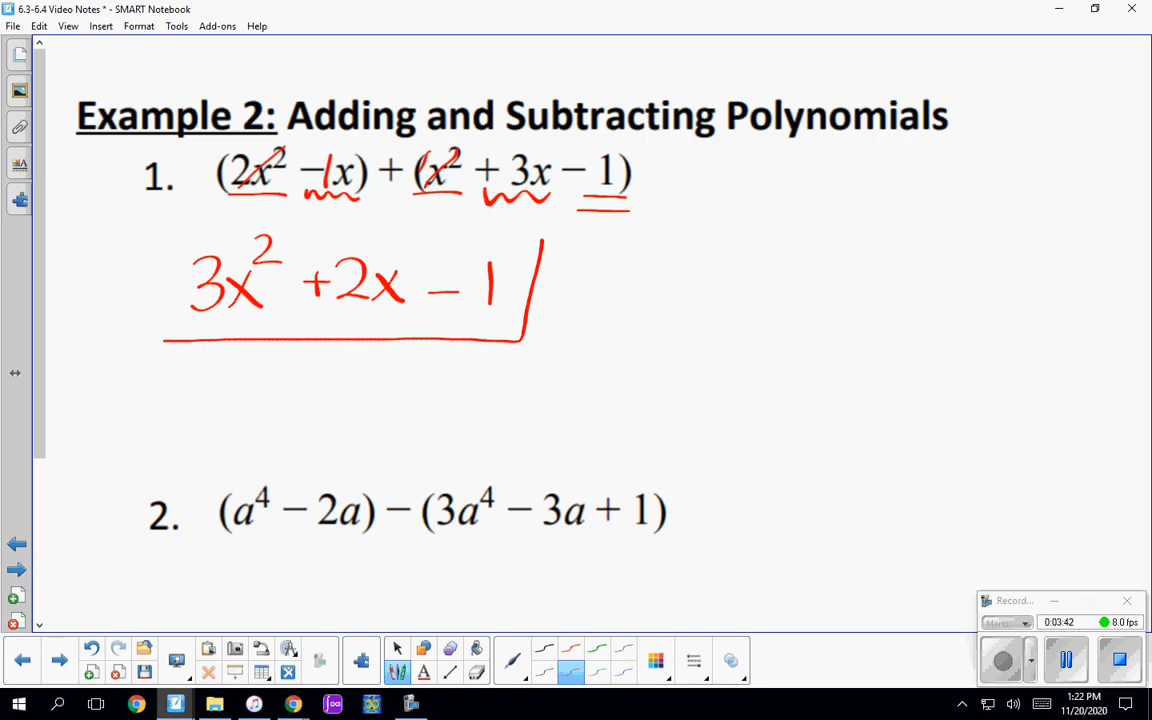 6.3-6.4 Video Notes * - SMART Notebook
File Edit View Insert Format Tools Add-ons Help
Example 2: Adding and Subtracting Polynomials
1. (2x² − 1x) + (x² + 3x − 1)
3x² + 2x − 1
2. (a⁴ − 2a) − (3a⁴ − 3a + 1)
Record...
Menu
0:03:42
8.0 fps
1:22 PM
11/20/2020